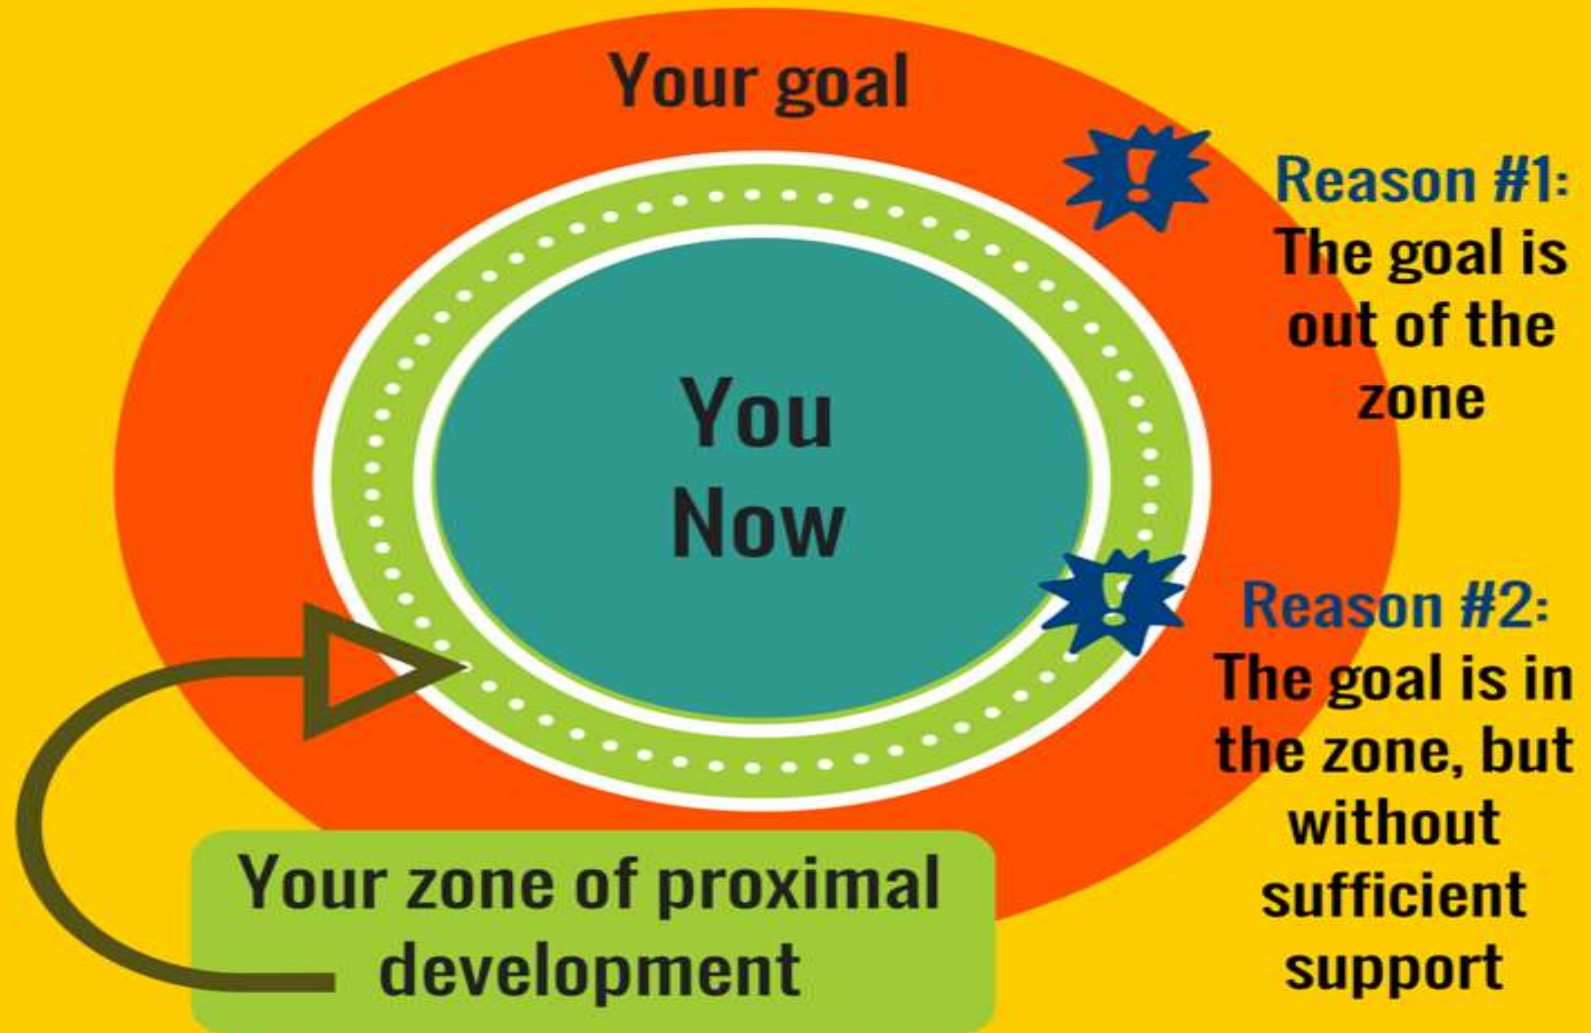 Your goal
Reason #1:
The goal is
out of the
zone
You
Now
Reason #2:
The goal is in
the zone, but
without
sufficient
support
Your zone of proximal
development